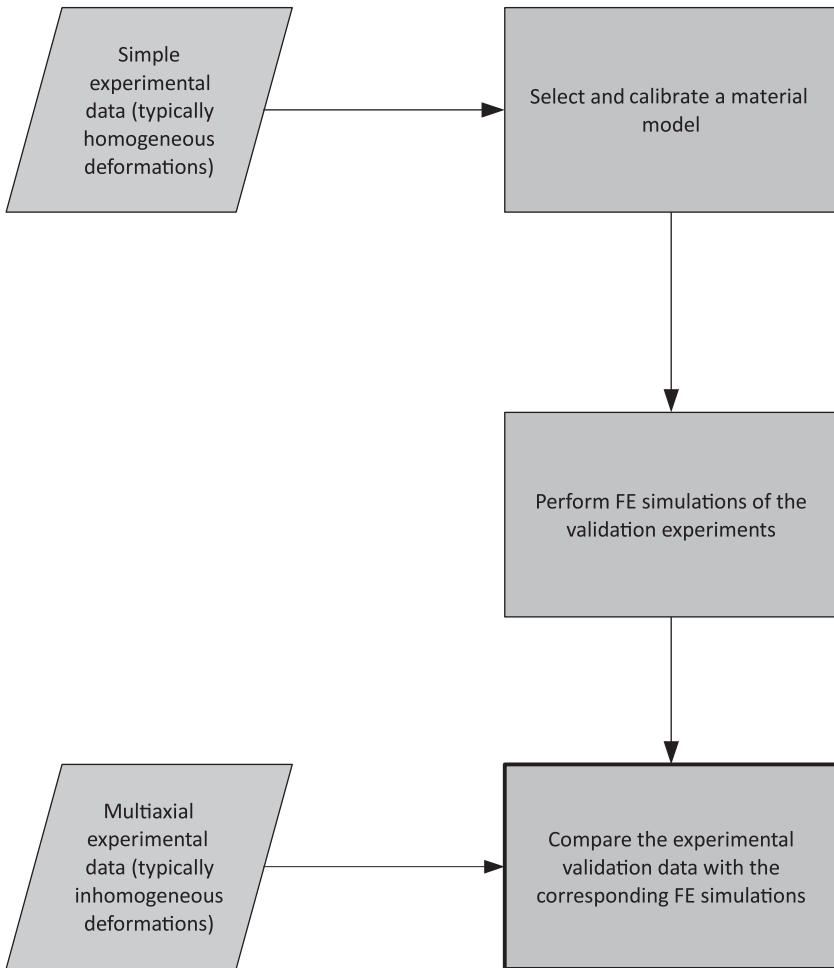 Simple
experimental
data (typically
homogeneous
deformations)
Select and calibrate a material
model
Perform FE simulations of the
validation experiments
Multiaxial
experimental
data (typically
inhomogeneous
deformations)
Compare the experimental
validation data with the
corresponding FE simulations